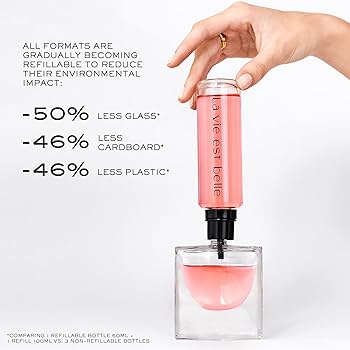 ALL FORMATS ARE
GRADUALLY BECOMING
REFILLABLE TO REDUCE
THEIR ENVIRONMENTAL
IMPACT:
-50% LESS GLASS*
-46% LESS
CARDBOARD*
-46% LESS PLASTIC*
la vie est belle
*COMPARING 1 REFILLABLE BOTTLE 50ML +
1 REFILL 100ML VS. 3 NON-REFILLABLE BOTTLES